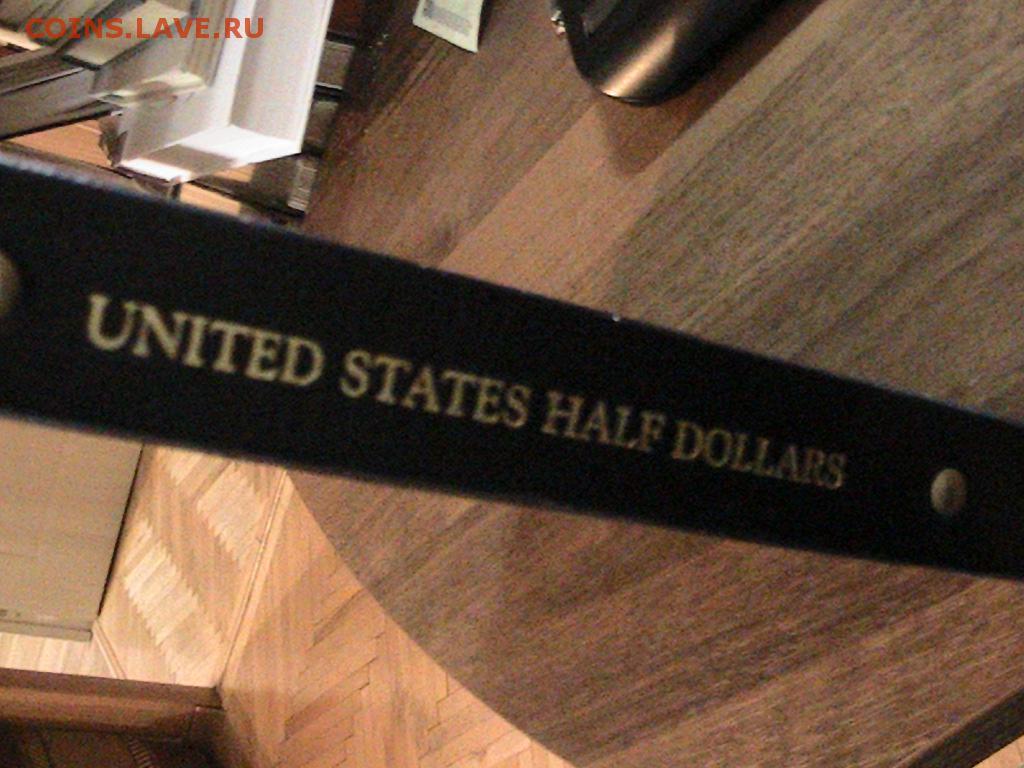 COINS.LAVE.RU
UNITED STATES HALF DOLLARS